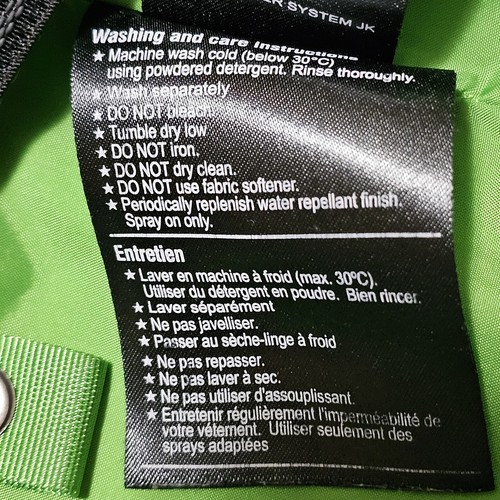 ER SYSTEM JK
Washing and care instructions
★ Machine wash cold (below 30ºC)
using powdered detergent. Rinse thoroughly.
★ Wash separately
★ DO NOT bleach
★ Tumble dry low
★ DO NOT iron.
★ DO NOT dry clean.
★ DO NOT use fabric softener.
★ Periodically replenish water repellant finish.
Spray on only.
Entretien
★ Laver en machine à froid (max. 30ºC).
Utiliser du détergent en poudre. Bien rincer.
★ Laver séparémént
★ Ne pas javelliser.
★ Passer au sèche-linge à froid
★ Ne pas repasser.
★ Ne pas laver à sec.
★ Ne pas utiliser d'assouplissant.
★ Entretenir régulièrement l'imperméabilité de
votre vétement. Utiliser seulement des
sprays adaptées